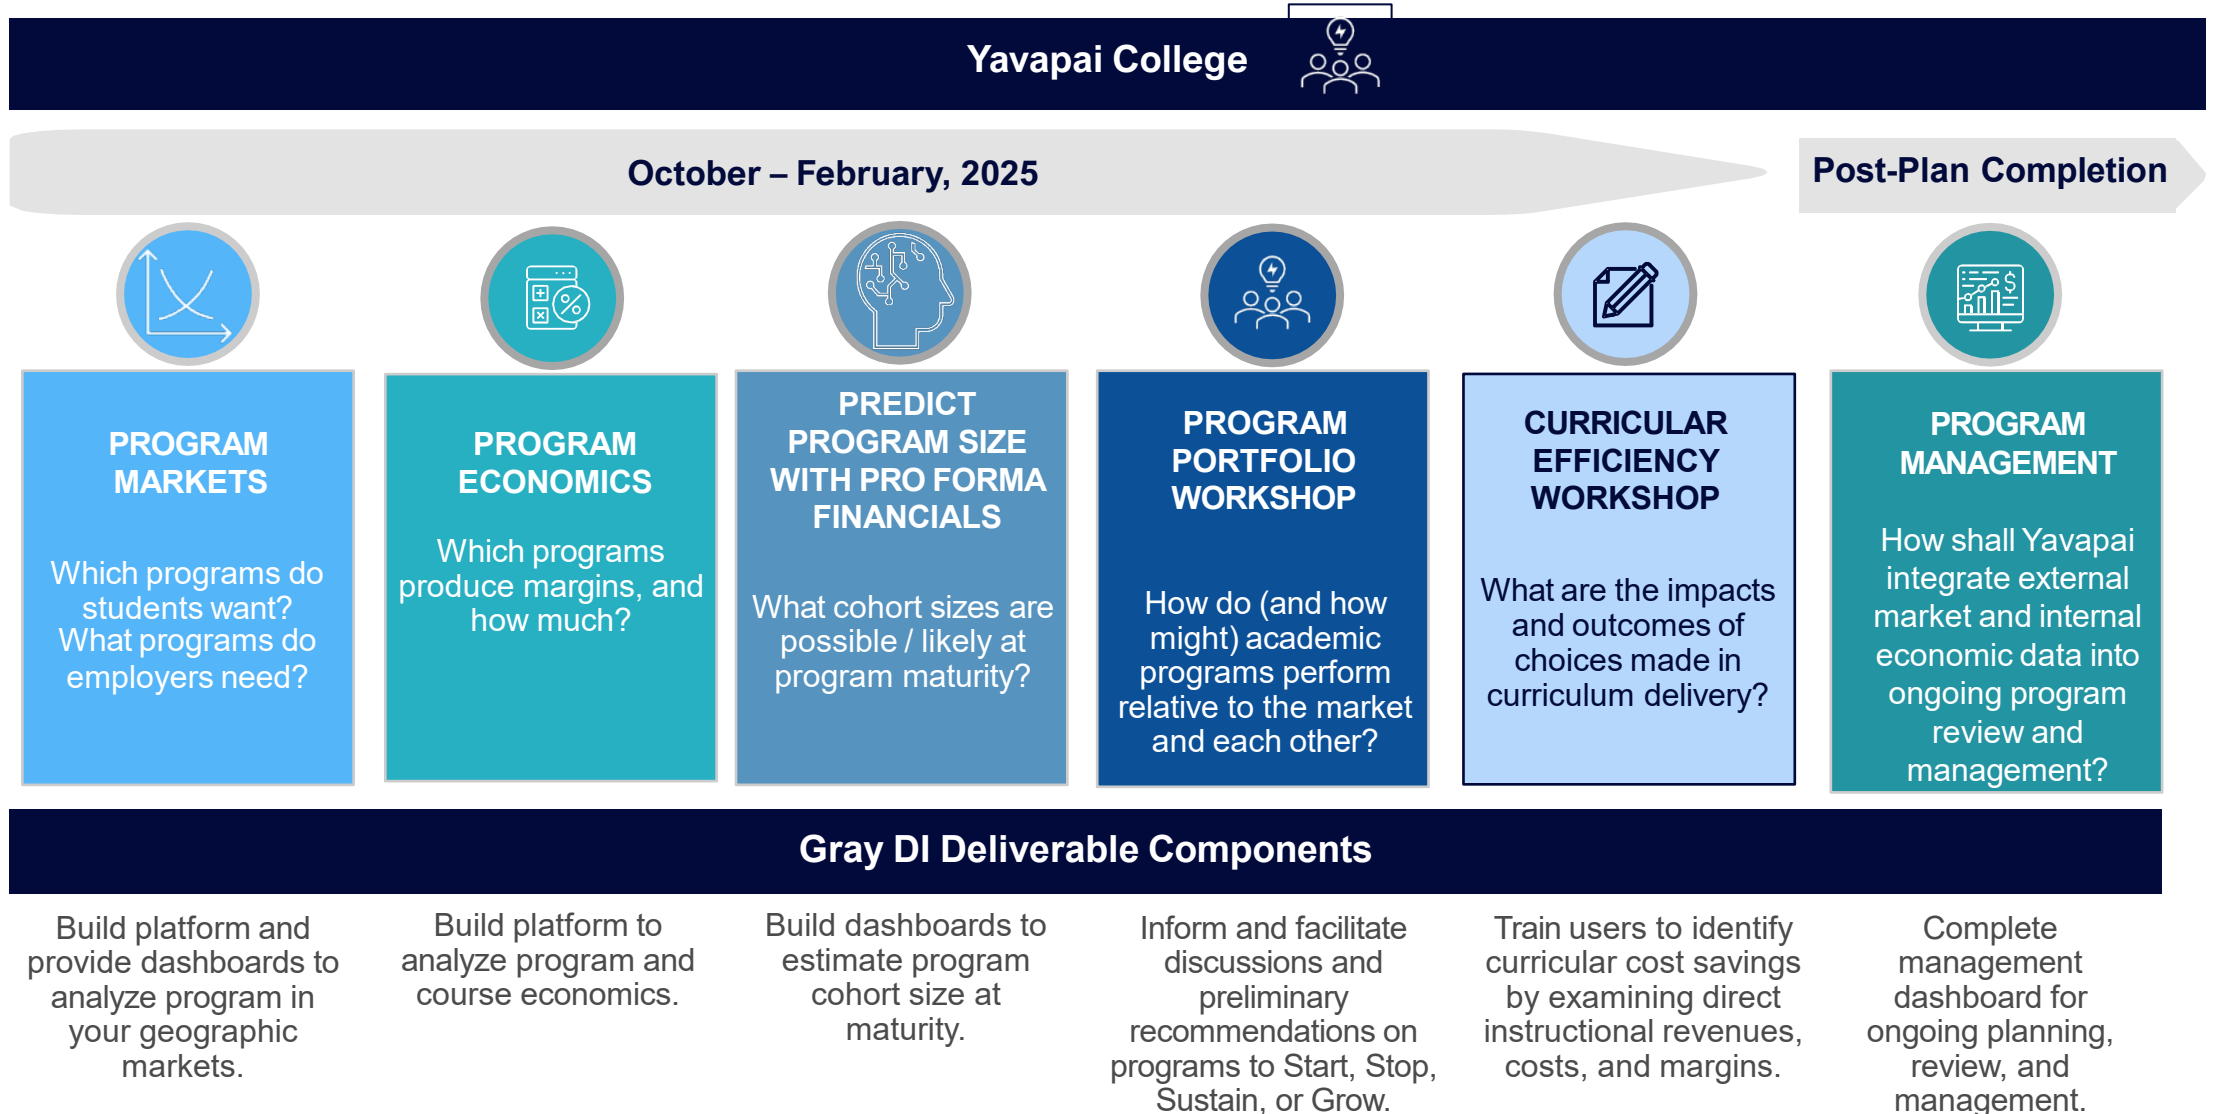 Yavapai College
October – February, 2025
Post-Plan Completion
PROGRAM
MARKETS
Which programs do
students want?
What programs do
employers need?
PROGRAM
ECONOMICS
Which programs
produce margins, and
how much?
PREDICT
PROGRAM SIZE
WITH PRO FORMA
FINANCIALS
What cohort sizes are
possible / likely at
program maturity?
PROGRAM
PORTFOLIO
WORKSHOP
How do (and how
might) academic
programs perform
relative to the market
and each other?
CURRICULAR
EFFICIENCY
WORKSHOP
What are the impacts
and outcomes of
choices made in
curriculum delivery?
PROGRAM
MANAGEMENT
How shall Yavapai
integrate external
market and internal
economic data into
ongoing program
review and
management?
Gray DI Deliverable Components
Build platform and
provide dashboards to
analyze program in
your geographic
markets.
Build platform to
analyze program and
course economics.
Build dashboards to
estimate program
cohort size at
maturity.
Inform and facilitate
discussions and
preliminary
recommendations on
programs to Start, Stop,
Sustain, or Grow.
Train users to identify
curricular cost savings
by examining direct
instructional revenues,
costs, and margins.
Complete
management
dashboard for
ongoing planning,
review, and
management.